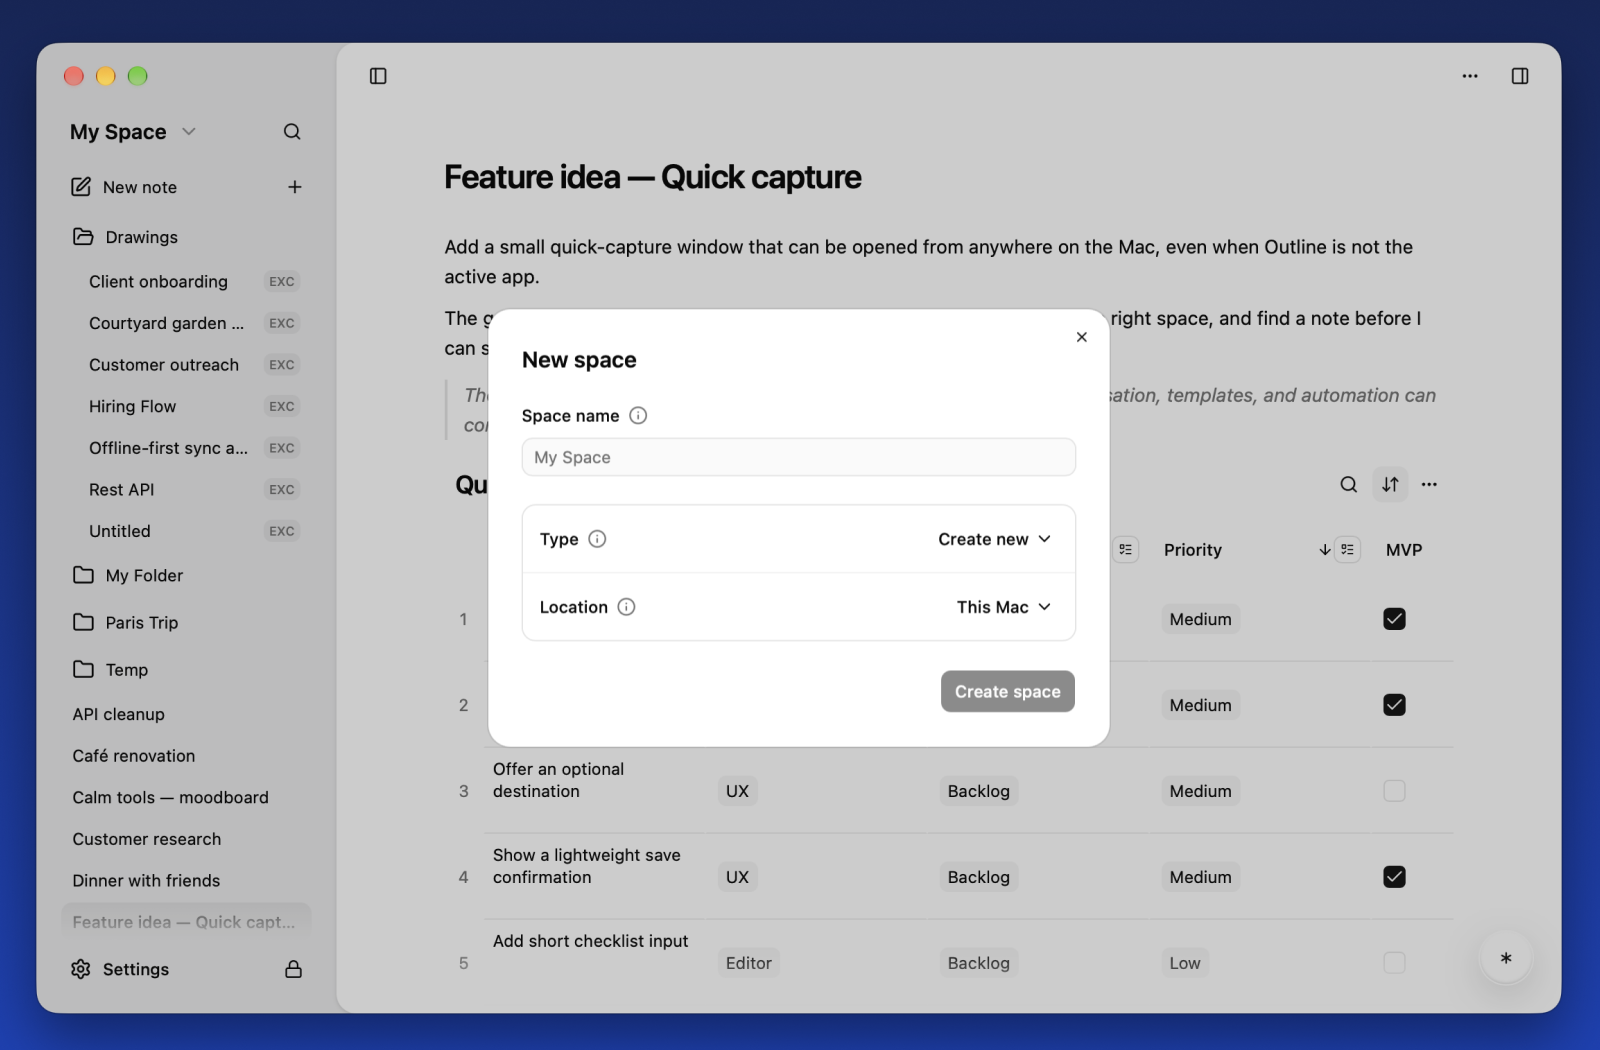 My Space
New note
Drawings
Client onboarding EXC
Courtyard garden ... EXC
Customer outreach EXC
Hiring Flow EXC
Offline-first sync a... EXC
Rest API EXC
Untitled EXC
My Folder
Paris Trip
Temp
API cleanup
Café renovation
Calm tools — moodboard
Customer research
Dinner with friends
Feature idea — Quick capt...
Settings
Feature idea — Quick capture
Add a small quick-capture window that can be opened from anywhere on the Mac, even when Outline is not the
active app.
The right space, and find a note before I
can
templates, and automation can
New space
Space name
My Space
Type Create new
Location This Mac
Create space
Priority MVP
1 Medium
2 Medium
3 Offer an optional
destination UX Backlog Medium
4 Show a lightweight save
confirmation UX Backlog Medium
5 Add short checklist input
Editor Backlog Low